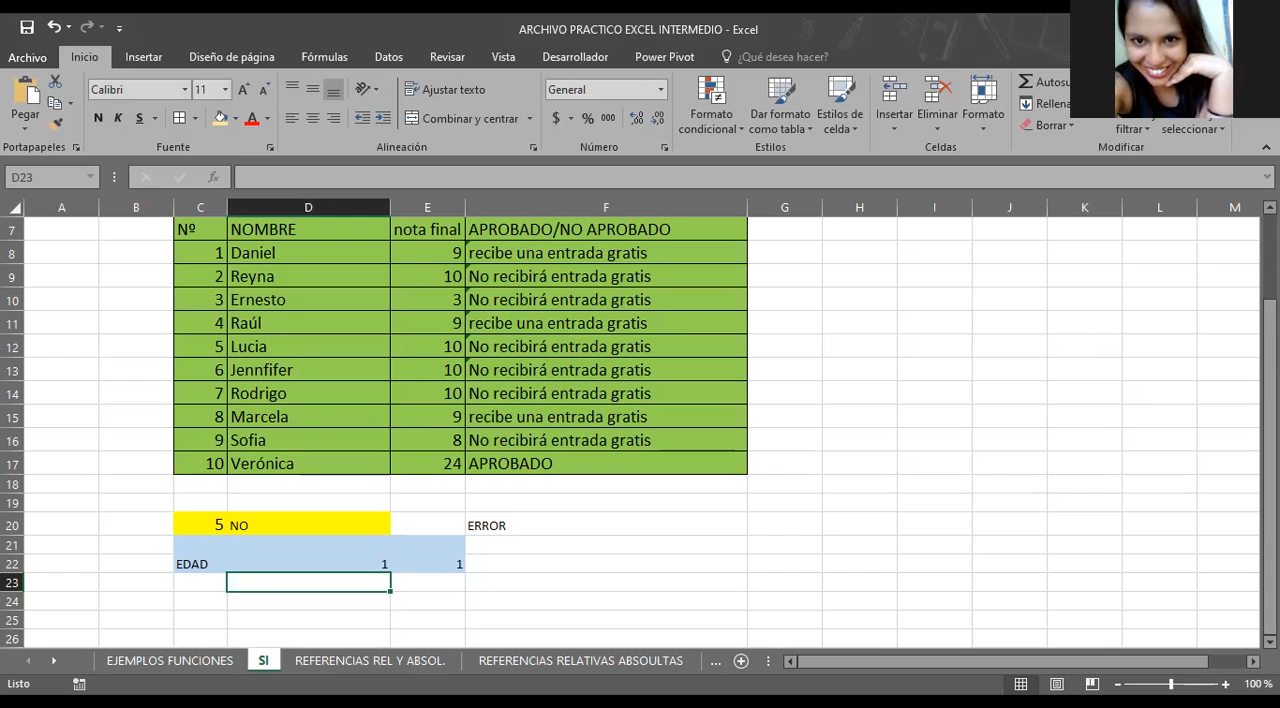 ARCHIVO PRACTICO EXCEL INTERMEDIO - Excel
Archivo Inicio Insertar Diseño de página Fórmulas Datos Revisar Vista Desarrollador Power Pivot ¿Qué desea hacer?
Pegar
Portapapeles
Calibri 11
A A
N K S A
Fuente
Ajustar texto
Combinar y centrar
Alineación
General
$ % 000
Número
Formato condicional
Dar formato como tabla
Estilos de celda
Estilos
Insertar Eliminar Formato
Celdas
Autosu
Rellena
Borrar
filtrar seleccionar
Modificar
D23 fx
A B C D E F G H I J K L M
7 Nº NOMBRE nota final APROBADO/NO APROBADO
8 1 Daniel 9 recibe una entrada gratis
9 2 Reyna 10 No recibirá entrada gratis
10 3 Ernesto 3 No recibirá entrada gratis
11 4 Raúl 9 recibe una entrada gratis
12 5 Lucia 10 No recibirá entrada gratis
13 6 Jennfifer 10 No recibirá entrada gratis
14 7 Rodrigo 10 No recibirá entrada gratis
15 8 Marcela 9 recibe una entrada gratis
16 9 Sofia 8 No recibirá entrada gratis
17 10 Verónica 24 APROBADO
18
19
20 5 NO ERROR
21
22 EDAD 1 1
23
24
25
26
EJEMPLOS FUNCIONES SI REFERENCIAS REL Y ABSOL. REFERENCIAS RELATIVAS ABSOULTAS ...
Listo 100 %